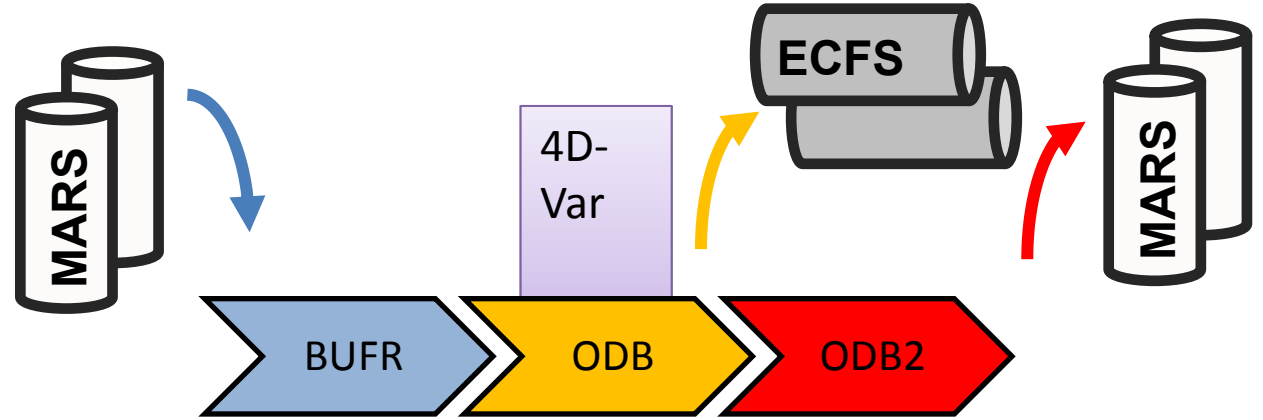 MARS
4D-
Var
ECFS
MARS
BUFR
ODB
ODB2